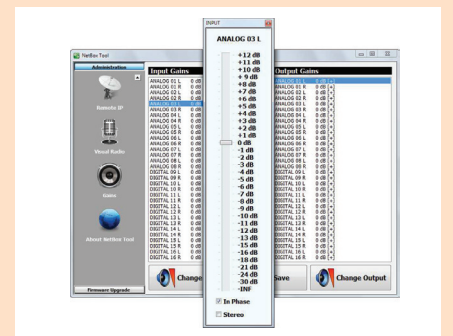 INPUT
ANALOG 03 L
+12 dB
+11 dB
+10 dB
+ 9 dB
+8 dB
+7 dB
+6 dB
+5 dB
+4 dB
+3 dB
+2 dB
+1 dB
0 dB
-1 dB
-2 dB
-3 dB
-4 dB
-5 dB
-6 dB
-7 dB
-8 dB
-9 dB
-10 dB
-11 dB
-12 dB
-13 dB
-15 dB
-16 dB
-18 dB
-21 dB
-24 dB
-30 dB
-INF
In Phase
Stereo
NetBox Tool
Administration
Remote IP
Visual Radio
Gains
About NetBox Tool
Firmware Upgrade
Input Gains
ANALOG 01 L 0 dB
ANALOG 01 R 0 dB
ANALOG 02 L 0 dB
ANALOG 02 R 0 dB
ANALOG 03 L 0 dB
ANALOG 03 R 0 dB
ANALOG 04 L 0 dB
ANALOG 04 R 0 dB
ANALOG 05 L 0 dB
ANALOG 05 R 0 dB
ANALOG 06 L 0 dB
ANALOG 06 R 0 dB
ANALOG 07 L 0 dB
ANALOG 07 R 0 dB
ANALOG 08 L 0 dB
ANALOG 08 R 0 dB
DIGITAL 09 L 0 dB
DIGITAL 09 R 0 dB
DIGITAL 10 L 0 dB
DIGITAL 10 R 0 dB
DIGITAL 11 L 0 dB
DIGITAL 11 R 0 dB
DIGITAL 12 L 0 dB
DIGITAL 12 R 0 dB
DIGITAL 13 L 0 dB
DIGITAL 13 R 0 dB
DIGITAL 14 L 0 dB
DIGITAL 14 R 0 dB
DIGITAL 15 L 0 dB
DIGITAL 15 R 0 dB
DIGITAL 16 L 0 dB
DIGITAL 16 R 0 dB
Change
Output Gains
ANALOG 01 L 0 dB [+]
ANALOG 01 R 0 dB [+]
ANALOG 02 L 0 dB [+]
ANALOG 02 R 0 dB [+]
ANALOG 03 L 0 dB [+]
ANALOG 03 R 0 dB [+]
ANALOG 04 L 0 dB [+]
ANALOG 04 R 0 dB [+]
ANALOG 05 L 0 dB [+]
ANALOG 05 R 0 dB [+]
ANALOG 06 L 0 dB [+]
ANALOG 06 R 0 dB [+]
ANALOG 07 L 0 dB [+]
ANALOG 07 R 0 dB [+]
ANALOG 08 L 0 dB [+]
ANALOG 08 R 0 dB [+]
DIGITAL 09 L 0 dB [+]
DIGITAL 09 R 0 dB [+]
DIGITAL 10 L 0 dB [+]
DIGITAL 10 R 0 dB [+]
DIGITAL 11 L 0 dB [+]
DIGITAL 11 R 0 dB [+]
DIGITAL 12 L 0 dB [+]
DIGITAL 12 R 0 dB [+]
DIGITAL 13 L 0 dB [+]
DIGITAL 13 R 0 dB [+]
DIGITAL 14 L 0 dB [+]
DIGITAL 14 R 0 dB [+]
DIGITAL 15 L 0 dB [+]
DIGITAL 15 R 0 dB [+]
DIGITAL 16 L 0 dB [+]
DIGITAL 16 R 0 dB [+]
Save
Change Output